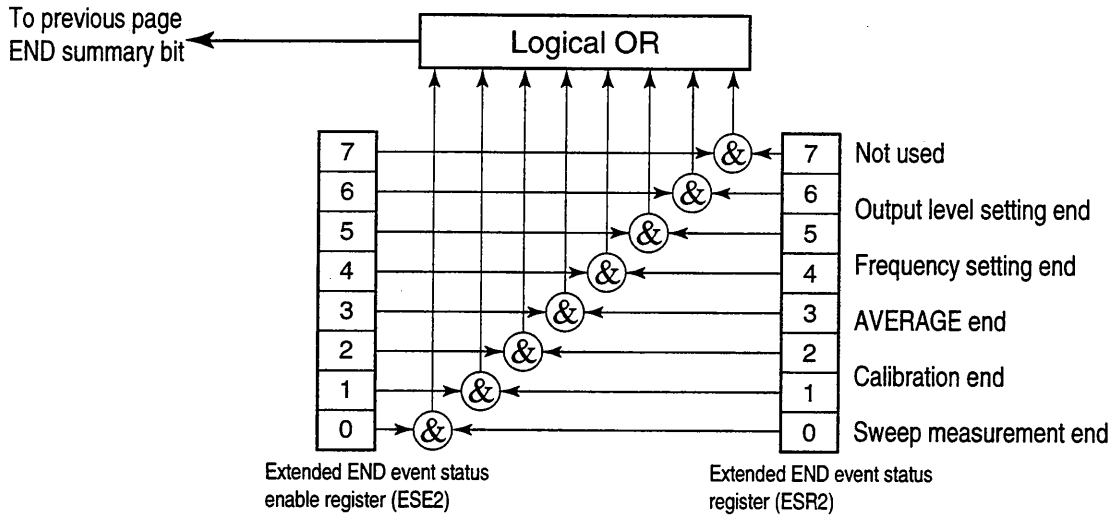 To previous page
END summary bit
Logical OR
7 & 7 Not used
6 & 6
Output level setting end
5 & 5
4 & 4 Frequency setting end
3 & 3 AVERAGE end
2 & 2
1 & 1 Calibration end
0 & 0 Sweep measurement end
Extended END event status
enable register (ESE2)
Extended END event status
register (ESR2)